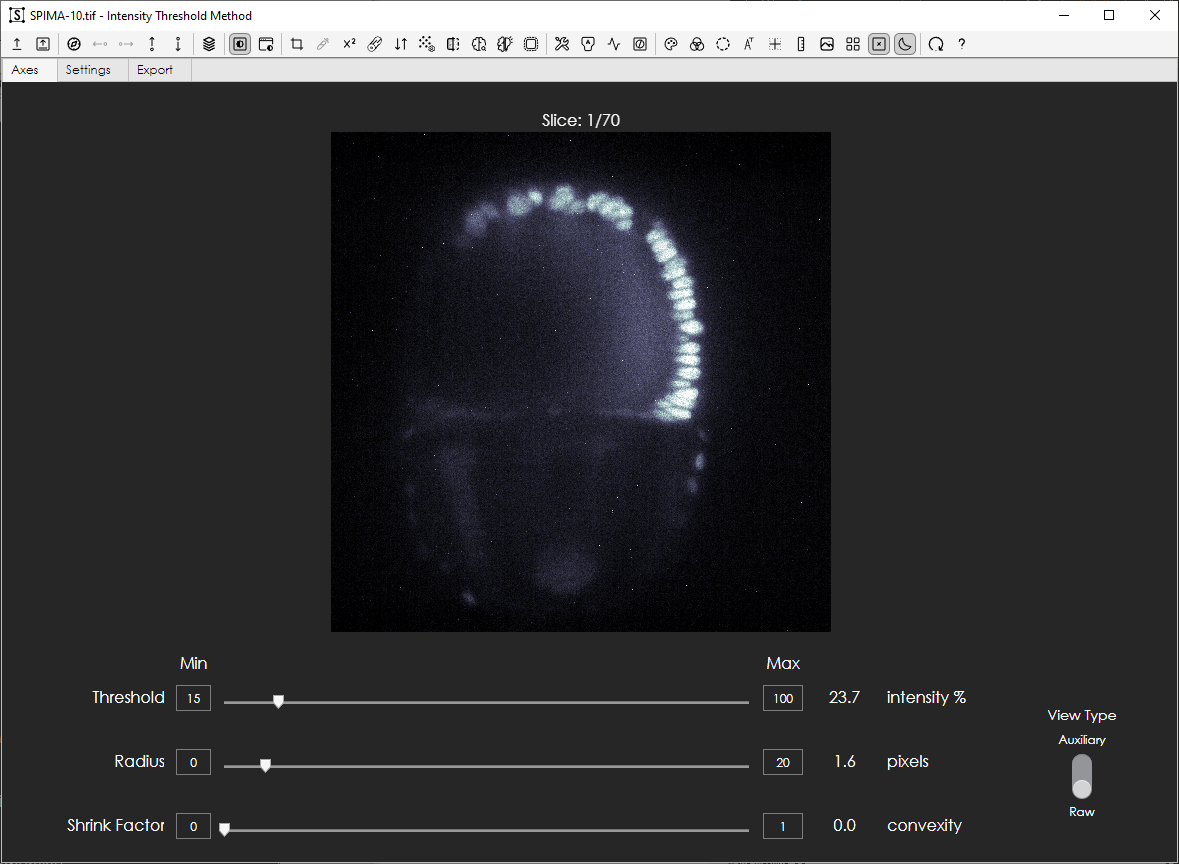 SPIMA-10.tif - Intensity Threshold Method
Axes Settings Export
Slice: 1/70
Min Max
Threshold 15 100 23.7 intensity %
View Type
Auxiliary
Radius 0 20 1.6 pixels
Raw
Shrink Factor 0 1 0.0 convexity